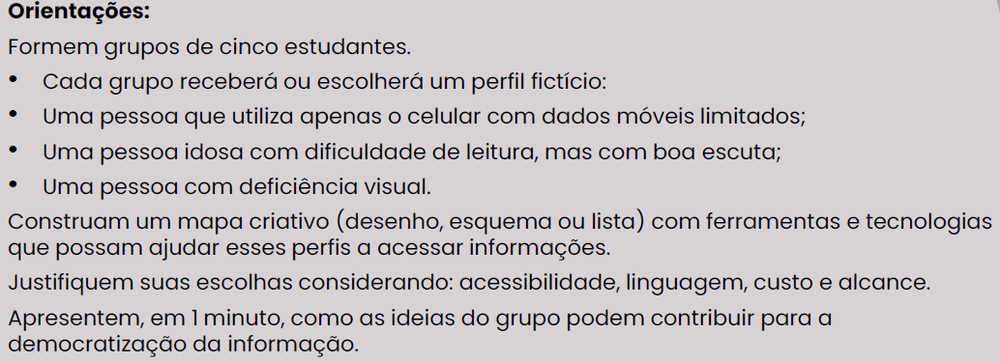 Orientações:
Formem grupos de cinco estudantes.
• Cada grupo receberá ou escolherá um perfil fictício:
• Uma pessoa que utiliza apenas o celular com dados móveis limitados;
• Uma pessoa idosa com dificuldade de leitura, mas com boa escuta;
• Uma pessoa com deficiência visual.
Construam um mapa criativo (desenho, esquema ou lista) com ferramentas e tecnologias
que possam ajudar esses perfis a acessar informações.
Justifiquem suas escolhas considerando: acessibilidade, linguagem, custo e alcance.
Apresentem, em 1 minuto, como as ideias do grupo podem contribuir para a
democratização da informação.